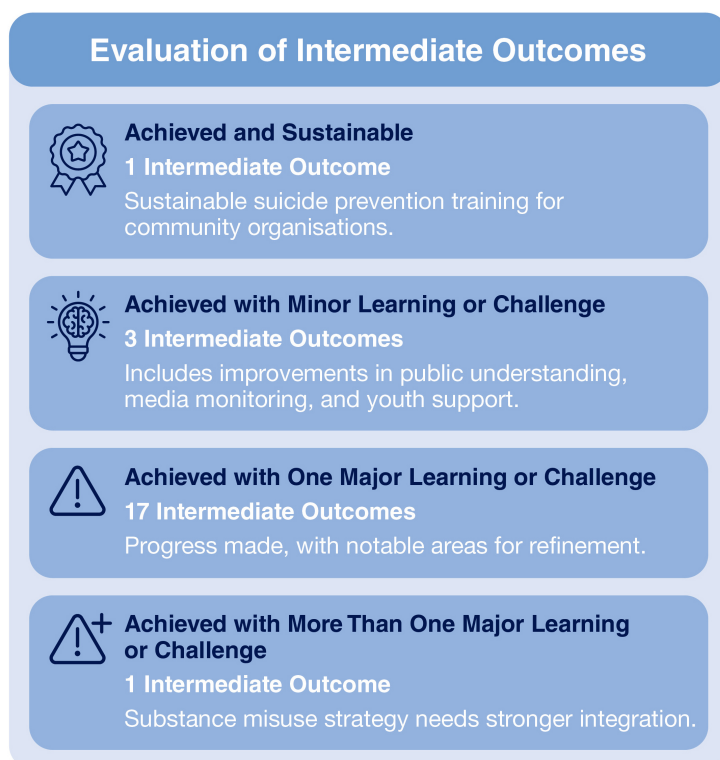 Evaluation of Intermediate Outcomes
Achieved and Sustainable
1 Intermediate Outcome
Sustainable suicide prevention training for
community organisations.
Achieved with Minor Learning or Challenge
3 Intermediate Outcomes
Includes improvements in public understanding,
media monitoring, and youth support.
Achieved with One Major Learning or Challenge
17 Intermediate Outcomes
Progress made, with notable areas for refinement.
Achieved with More Than One Major Learning
or Challenge
1 Intermediate Outcome
Substance misuse strategy needs stronger integration.